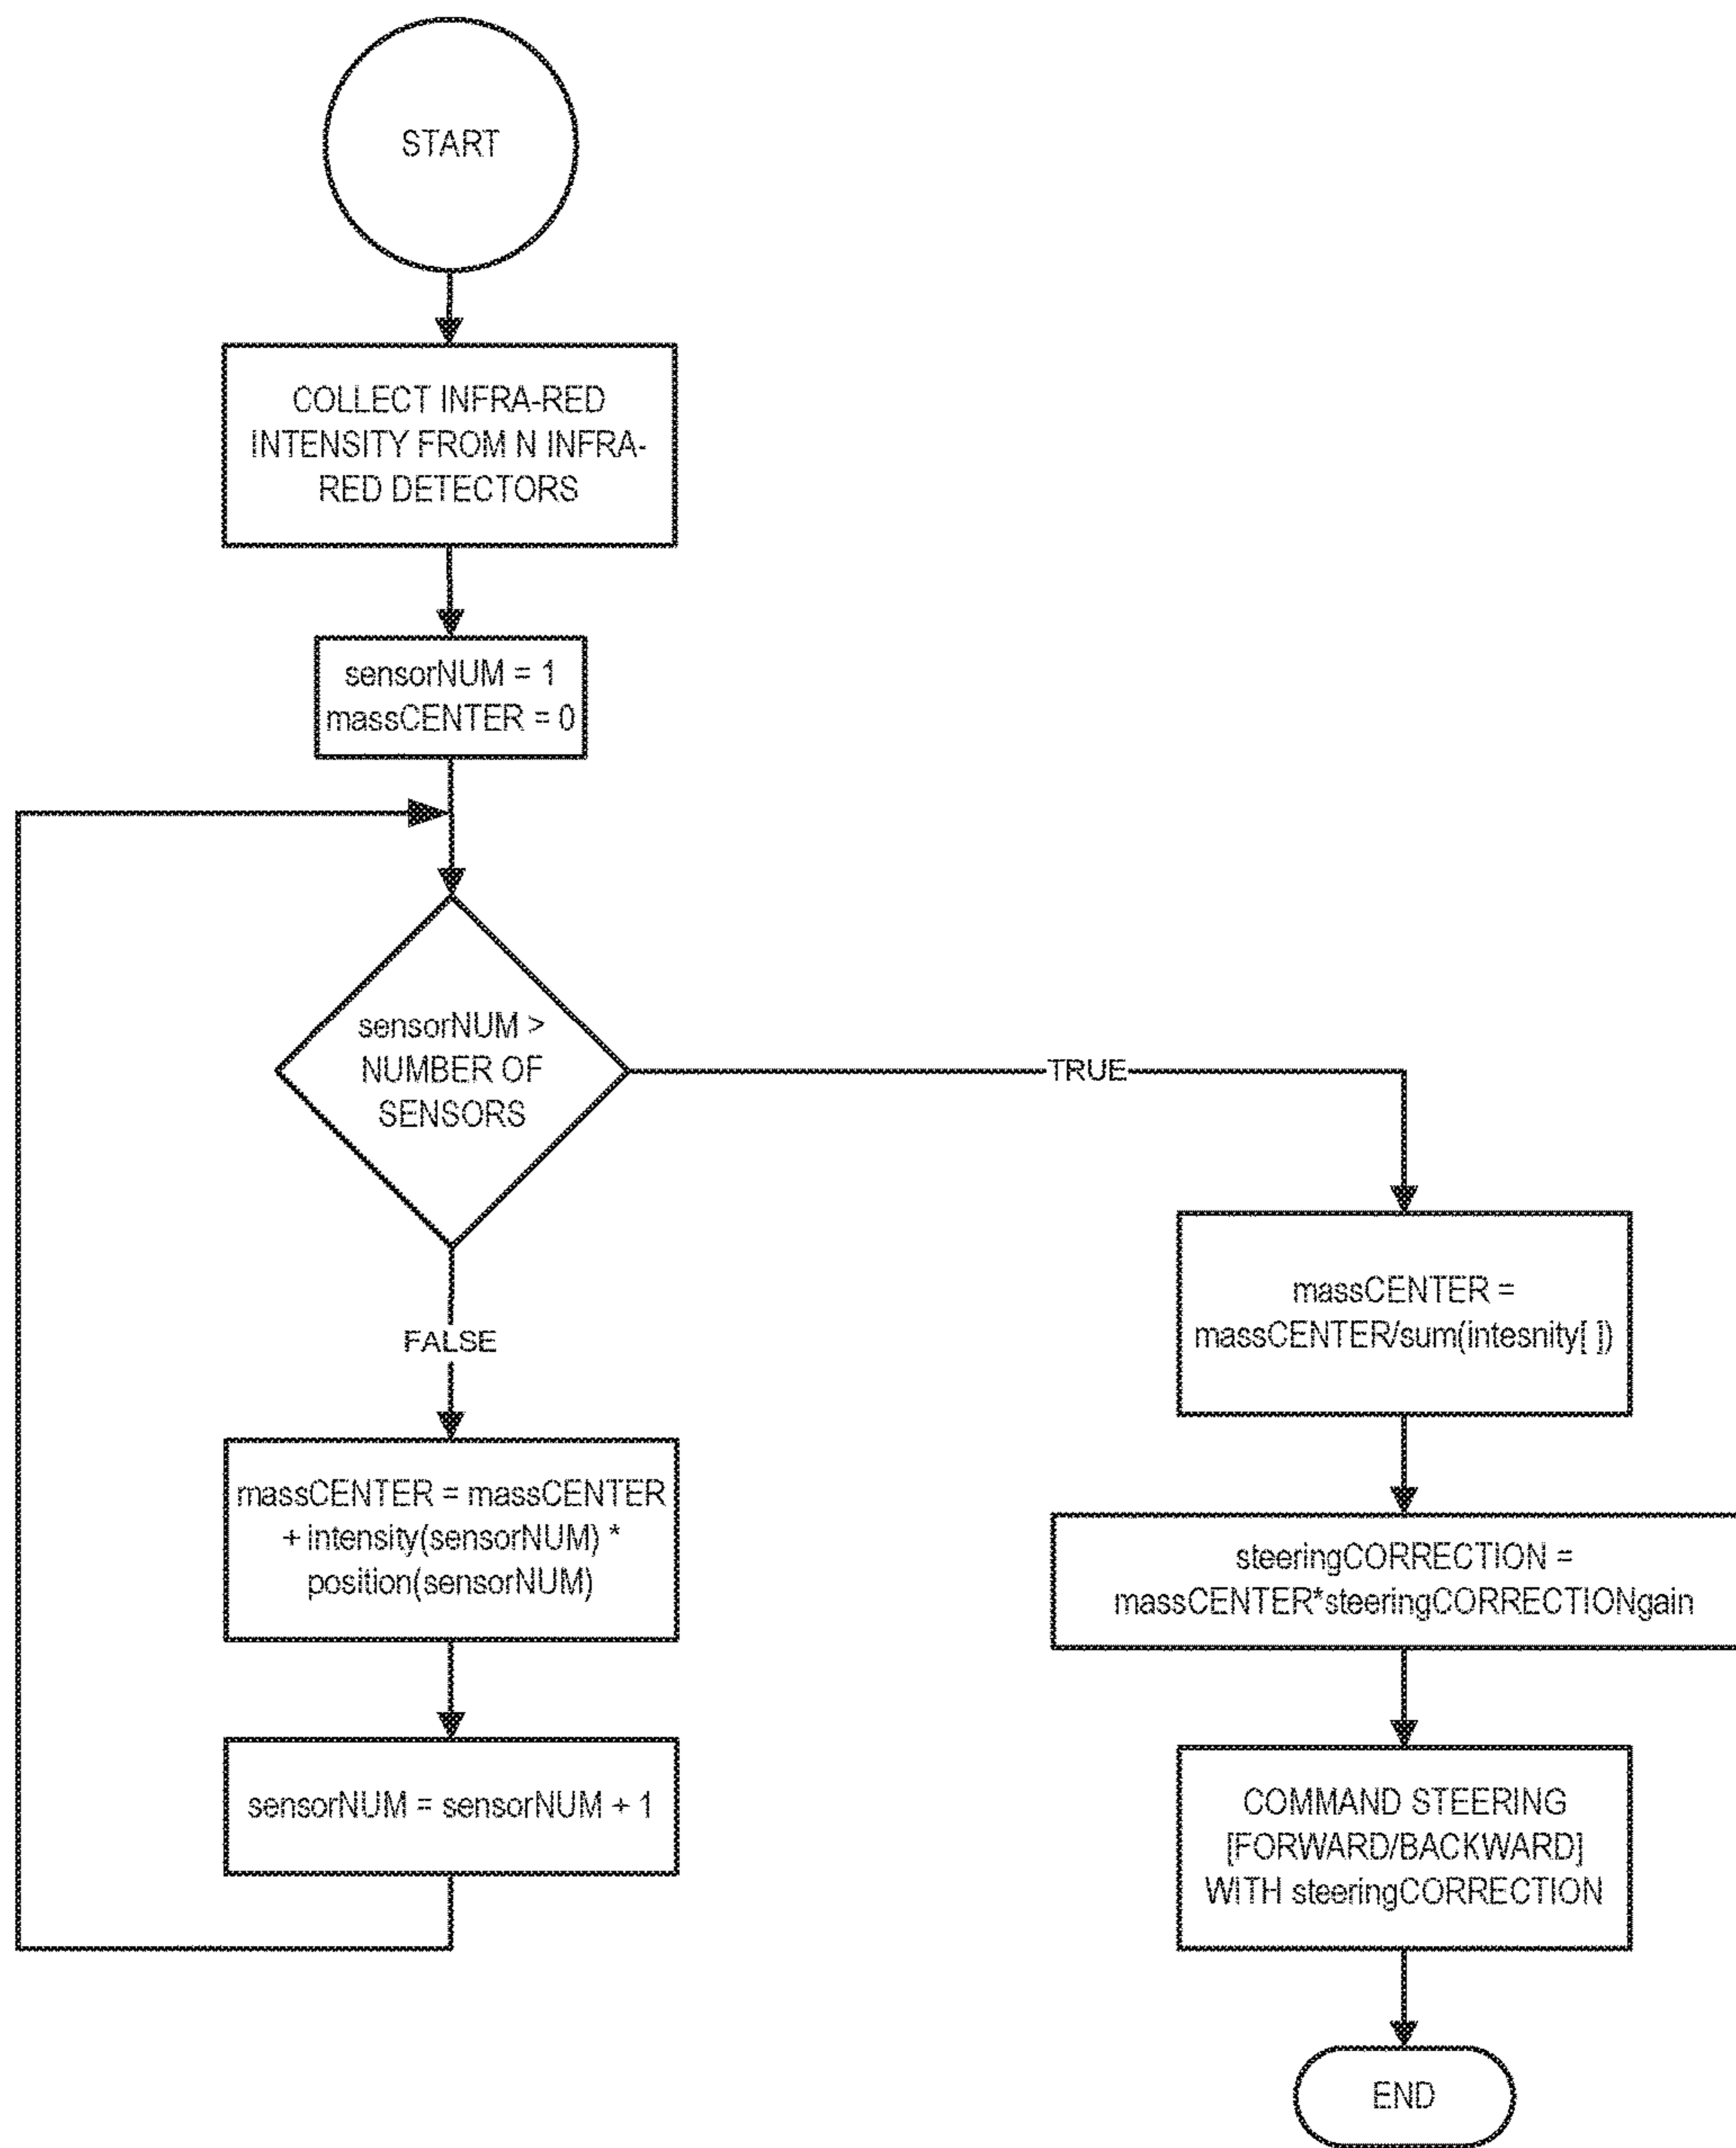 START
COLLECT INFRA-RED
INTENSITY FROM N INFRA-
RED DETECTORS
sensorNUM = 1
massCENTER = 0
sensorNUM >
NUMBER OF
SENSORS
TRUE
FALSE
massCENTER = massCENTER
+ intensity(sensorNUM) *
position(sensorNUM)
sensorNUM = sensorNUM + 1
massCENTER =
massCENTER/sum(intesnity[ ])
steeringCORRECTION =
massCENTER*steeringCORRECTIONgain
COMMAND STEERING
[FORWARD/BACKWARD]
WITH steeringCORRECTION
END